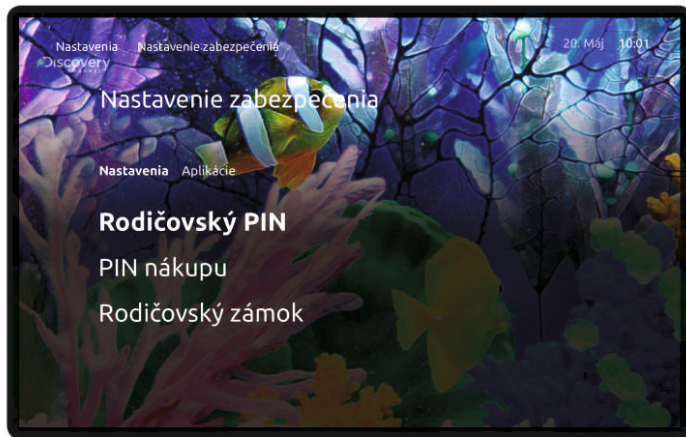 Nastavenia Nastavenie zabezpečenia 20. Máj 10:01
Discovery
Nastavenie zabezpečenia
Nastavenia Aplikácie
Rodičovský PIN
PIN nákupu
Rodičovský zámok